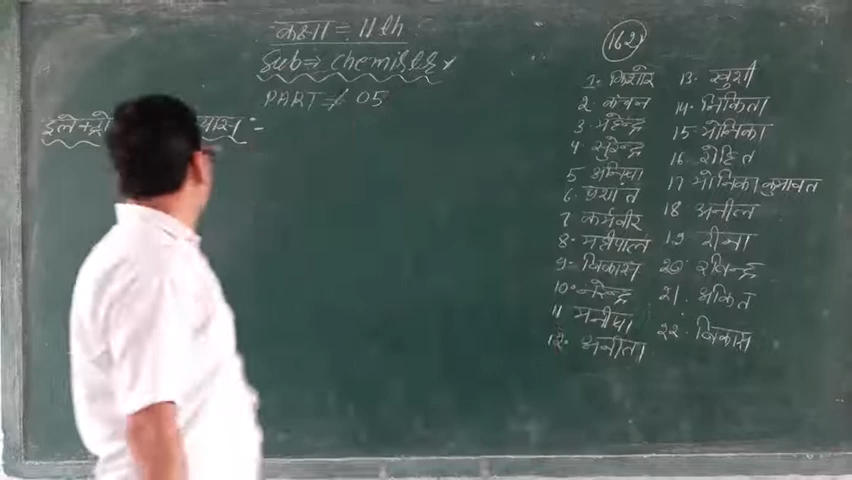 कक्षा = 11th
Sub⇒ Chemistry
PART ≠ 05
इलेक्ट्रो
162
1. किशोर
2. कंचन
3. महेन्द्र
4. सुरेन्द्र
5 अनिषा
6. प्रशांत
7. कर्मवीर
8. महीपाल
9. विकास
10. नरेन्द्र
11 मनीषा
12. अनीता
13. खुशी
14. निकिता
15. मोनिका
16. रोहित
17 मोनिका कुमावत
18 अनील
19. रीना
20. रविन्द्र
21. अंकित
22. विकास